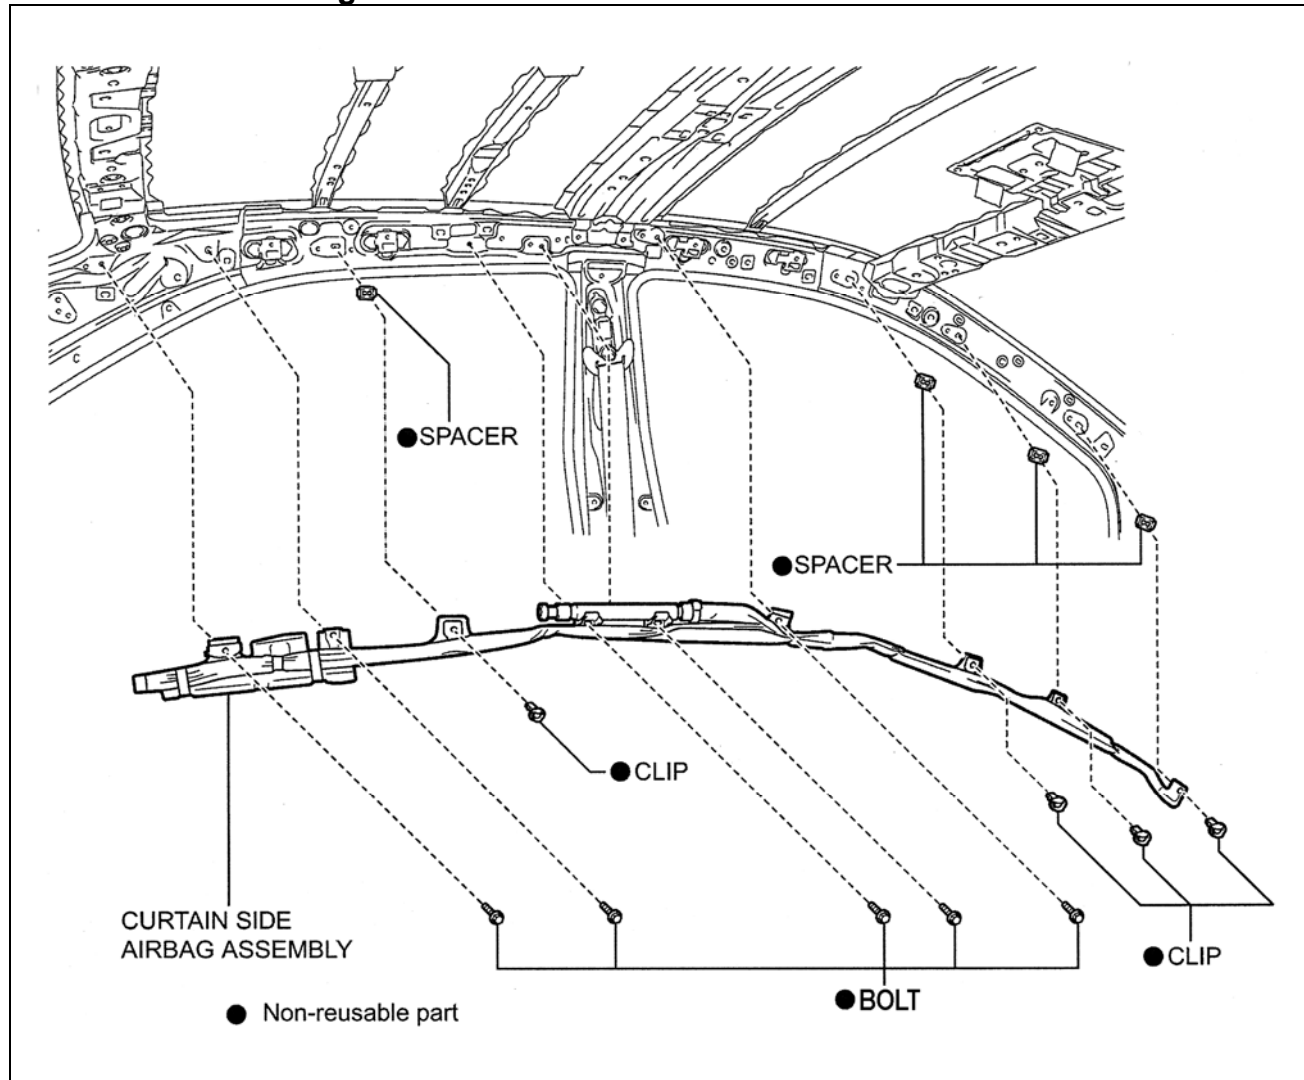 ●SPACER
●SPACER
●CLIP
CURTAIN SIDE
AIRBAG ASSEMBLY
●CLIP
●BOLT
● Non-reusable part